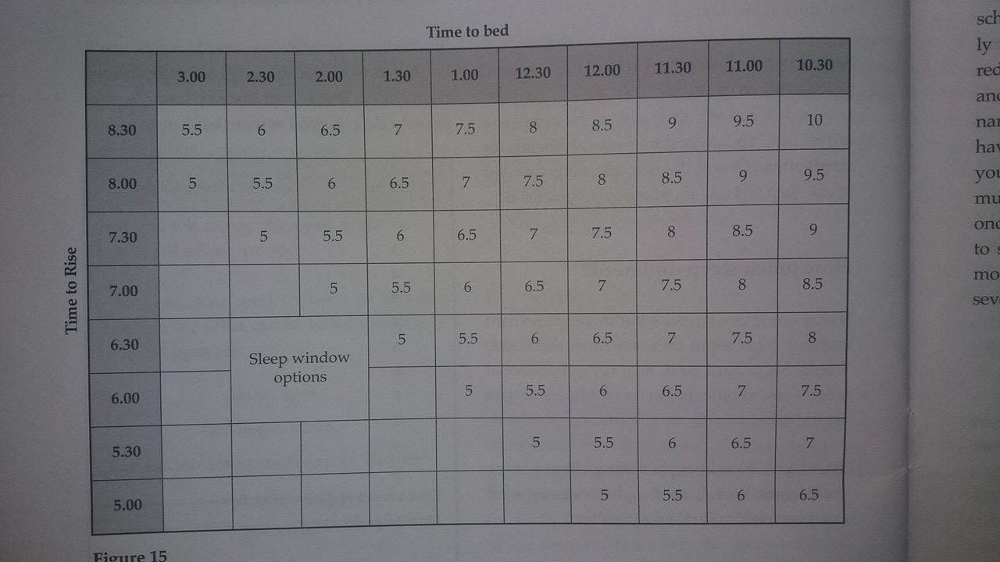 Time to bed
3.00 2.30 2.00 1.30 1.00 12.30 12.00 11.30 11.00 10.30
Time to Rise
8.30 5.5 6 6.5 7 7.5 8 8.5 9 9.5 10
8.00 5 5.5 6 6.5 7 7.5 8 8.5 9 9.5
7.30 5 5.5 6 6.5 7 7.5 8 8.5 9
7.00 5 5.5 6 6.5 7 7.5 8 8.5
6.30 5 5.5 6 6.5 7 7.5 8
Sleep window
options
6.00 5 5.5 6 6.5 7 7.5
5.30 5 5.5 6 6.5 7
5.00 5 5.5 6 6.5
Figure 15
sch
ly
red
and
nar
hav
you
mu
onc
to s
mo
seve